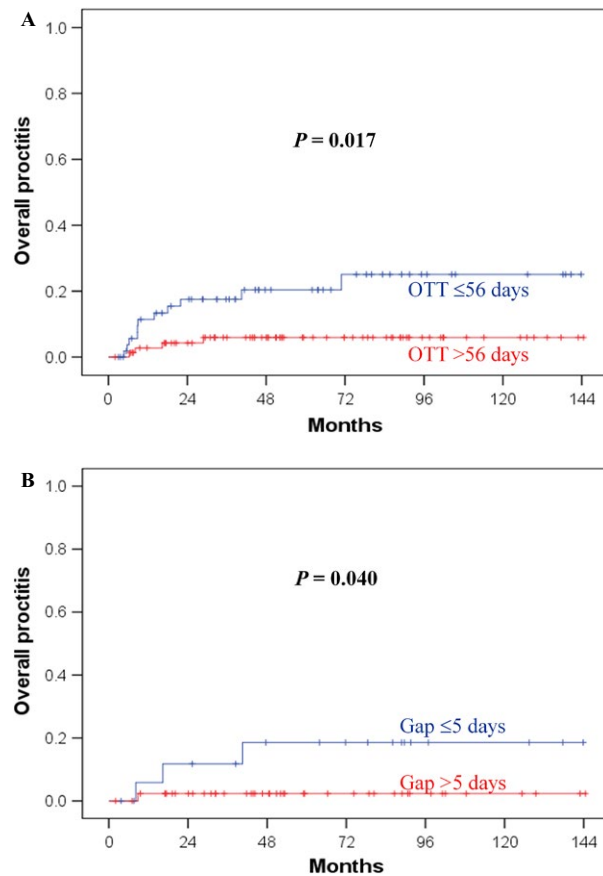 A
1.0
0.8
0.6
0.4
0.2
0.0
Overall proctitis
P = 0.017
OTT ≤56 days
OTT >56 days
0 24 48 72 96 120 144
Months
B
1.0
0.8
0.6
0.4
0.2
0.0
Overall proctitis
P = 0.040
Gap ≤5 days
Gap >5 days
0 24 48 72 96 120 144
Months